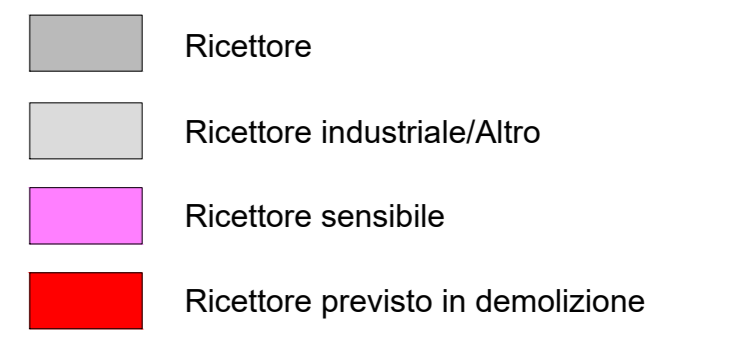 Ricettore
Ricettore industriale/Altro
Ricettore sensibile
Ricettore previsto in demolizione